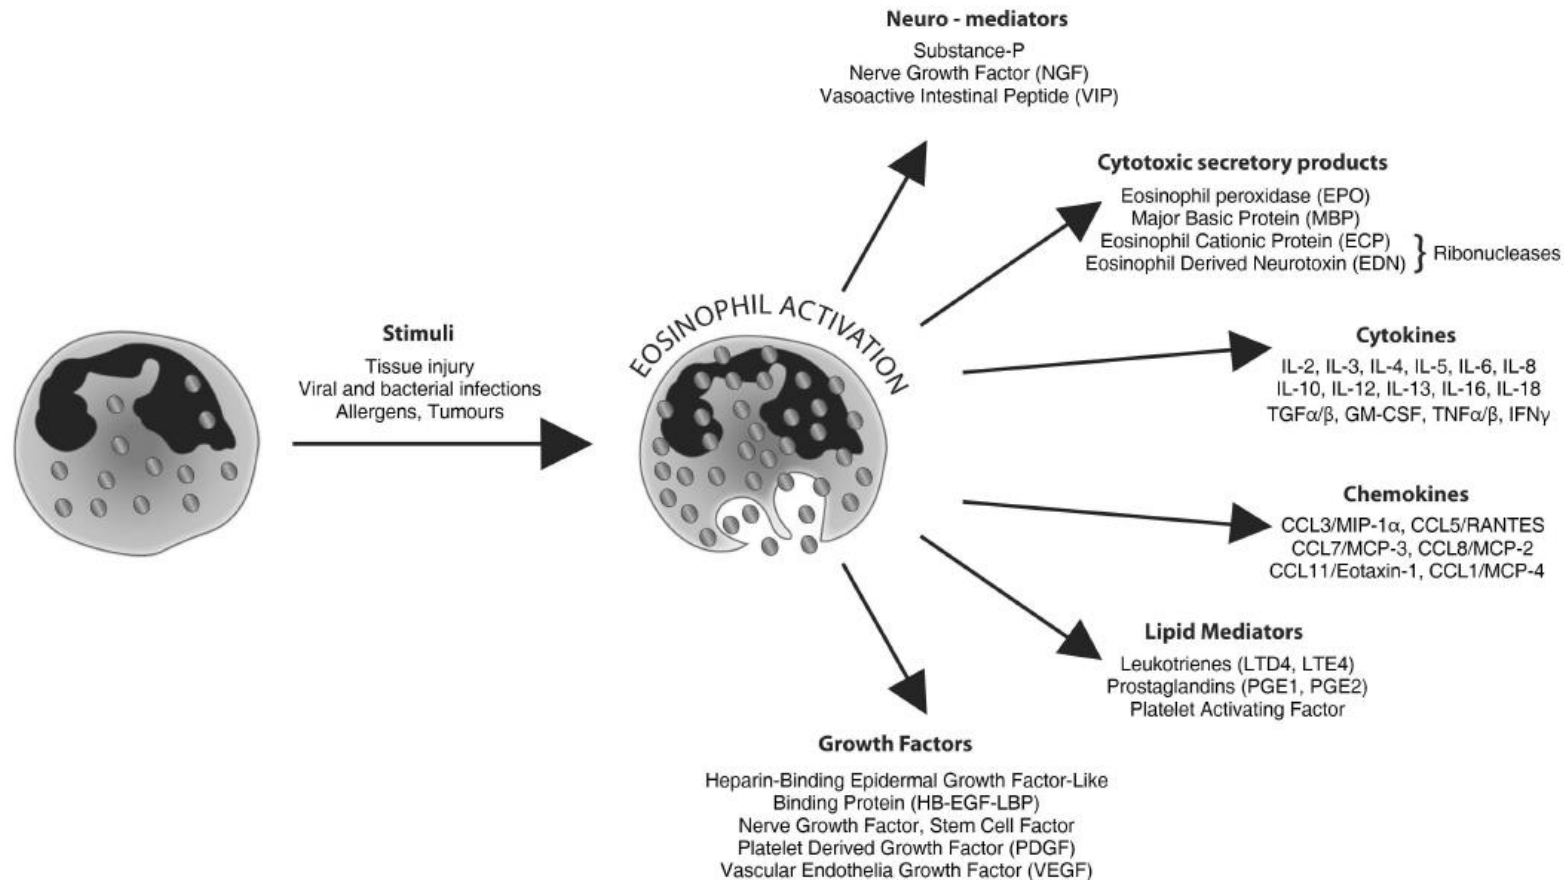 Neuro - mediators
Substance-P
Nerve Growth Factor (NGF)
Vasoactive Intestinal Peptide (VIP)
Cytotoxic secretory products
Eosinophil peroxidase (EPO)
Major Basic Protein (MBP)
Eosinophil Cationic Protein (ECP)
Eosinophil Derived Neurotoxin (EDN)
} Ribonucleases
Stimuli
Tissue injury
Viral and bacterial infections
Allergens, Tumours
EOSINOPHIL ACTIVATION
Cytokines
IL-2, IL-3, IL-4, IL-5, IL-6, IL-8
IL-10, IL-12, IL-13, IL-16, IL-18
TGFα/β, GM-CSF, TNFα/β, IFNγ
Chemokines
CCL3/MIP-1α, CCL5/RANTES
CCL7/MCP-3, CCL8/MCP-2
CCL11/Eotaxin-1, CCL1/MCP-4
Lipid Mediators
Leukotrienes (LTD4, LTE4)
Prostaglandins (PGE1, PGE2)
Platelet Activating Factor
Growth Factors
Heparin-Binding Epidermal Growth Factor-Like
Binding Protein (HB-EGF-LBP)
Nerve Growth Factor, Stem Cell Factor
Platelet Derived Growth Factor (PDGF)
Vascular Endothelia Growth Factor (VEGF)